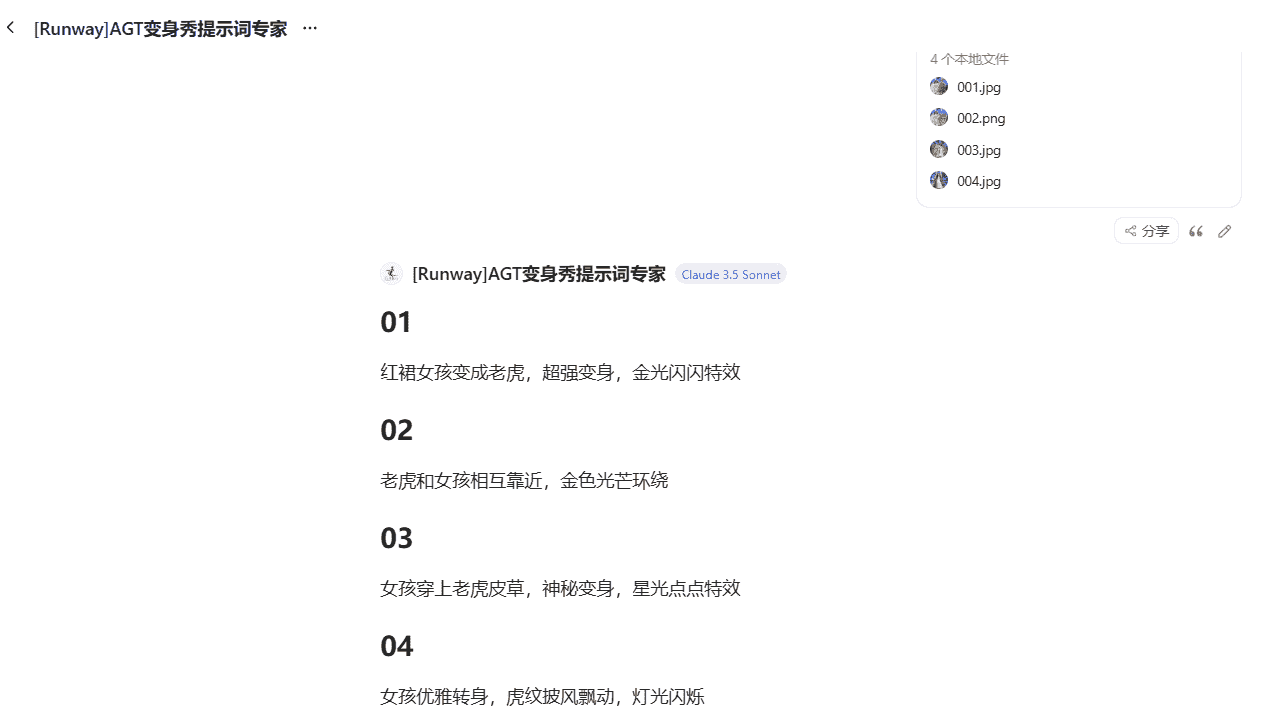 [Runway]AGT变身秀提示词专家 ···
4 个本地文件
001.jpg
002.png
003.jpg
004.jpg
分享
[Runway]AGT变身秀提示词专家 Claude 3.5 Sonnet
01
红裙女孩变成老虎，超强变身，金光闪闪特效
02
老虎和女孩相互靠近，金色光芒环绕
03
女孩穿上老虎皮草，神秘变身，星光点点特效
04
女孩优雅转身，虎纹披风飘动，灯光闪烁